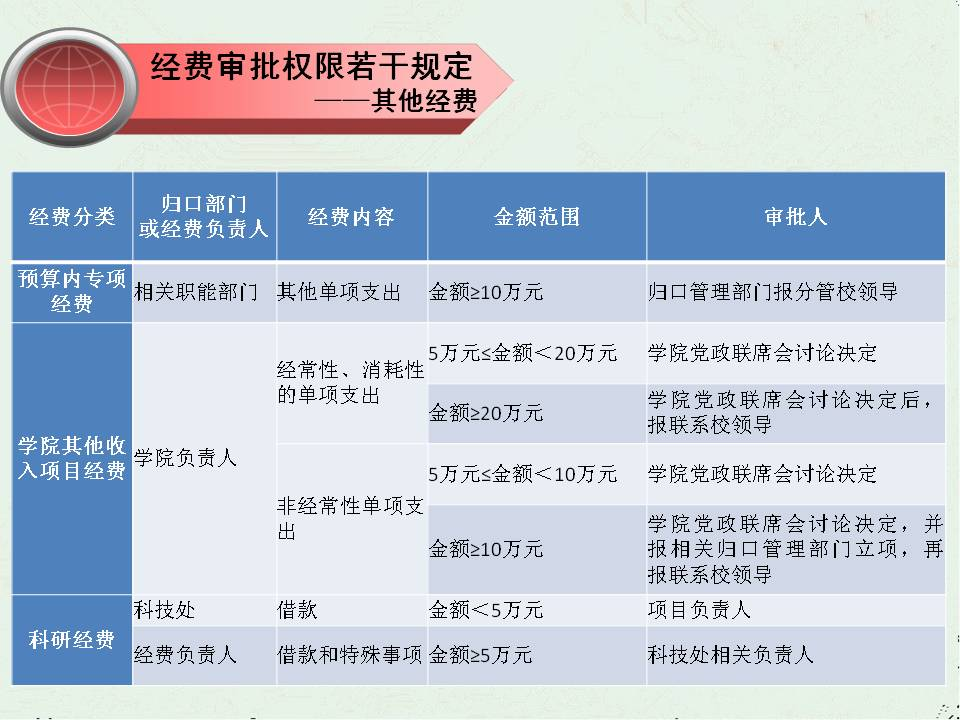 经费审批权限若干规定
——其他经费
经费分类
归口部门
或经费负责人
经费内容
金额范围
审批人
预算内专项
经费
相关职能部门
其他单项支出
金额≥10万元
归口管理部门报分管校领导
学院其他收
入项目经费
学院负责人
经常性、消耗性
的单项支出
5万元≤金额＜20万元
学院党政联席会讨论决定
金额≥20万元
学院党政联席会讨论决定后，
报联系校领导
非经常性单项支
出
5万元≤金额＜10万元
学院党政联席会讨论决定
金额≥10万元
学院党政联席会讨论决定，并
报相关归口管理部门立项，再
报联系校领导
科研经费
科技处
借款
金额＜5万元
项目负责人
经费负责人
借款和特殊事项
金额≥5万元
科技处相关负责人